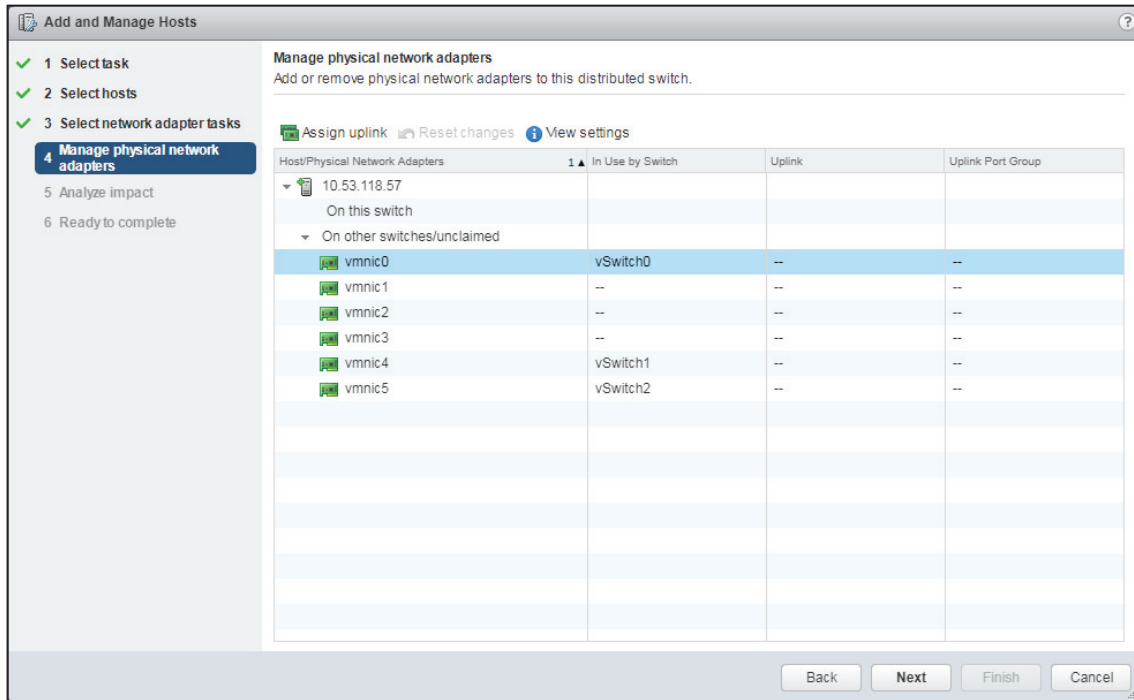 Add and Manage Hosts
?
1 Select task
2 Select hosts
3 Select network adapter tasks
4 Manage physical network
adapters
5 Analyze impact
6 Ready to complete
Manage physical network adapters
Add or remove physical network adapters to this distributed switch.
Assign uplink Reset changes i View settings
Host/Physical Network Adapters 1 ▲ In Use by Switch Uplink Uplink Port Group
10.53.118.57
On this switch
On other switches/unclaimed
vmnic0 vSwitch0 -- --
vmnic1 -- -- --
vmnic2 -- -- --
vmnic3 -- -- --
vmnic4 vSwitch1 -- --
vmnic5 vSwitch2 -- --
Back Next Finish Cancel